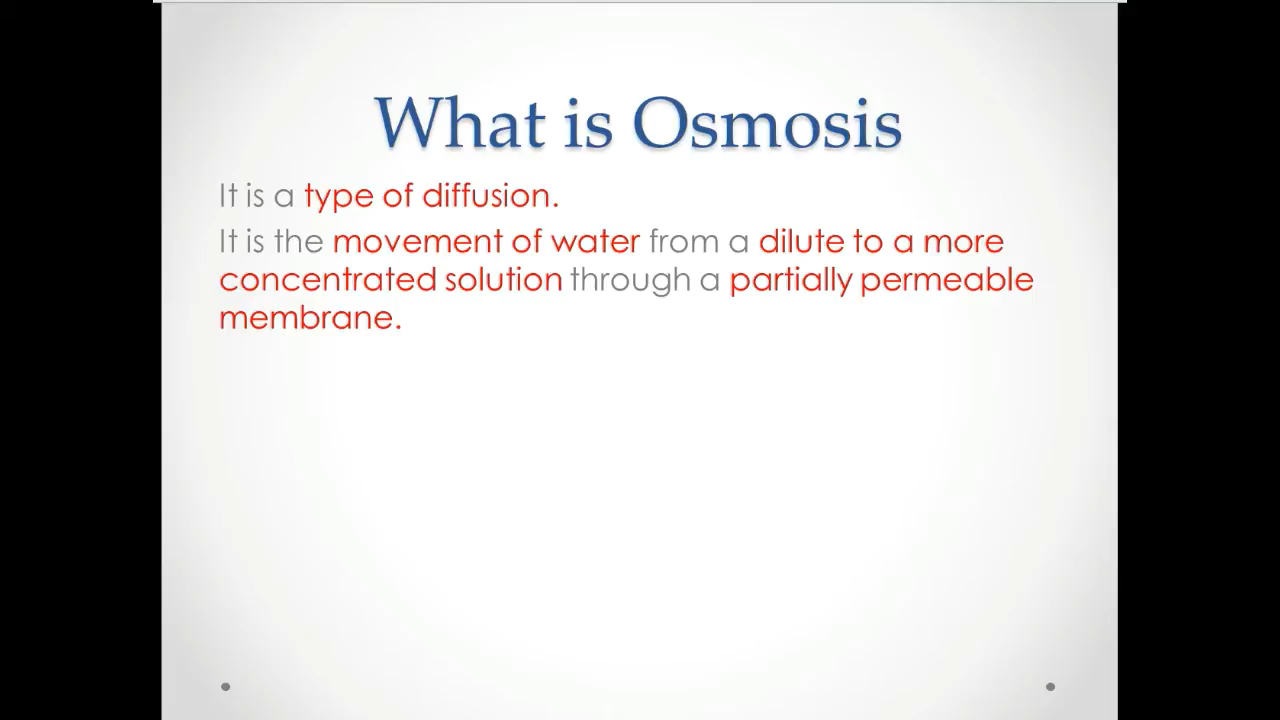 What is Osmosis
It is a type of diffusion.
It is the movement of water from a dilute to a more
concentrated solution through a partially permeable
membrane.